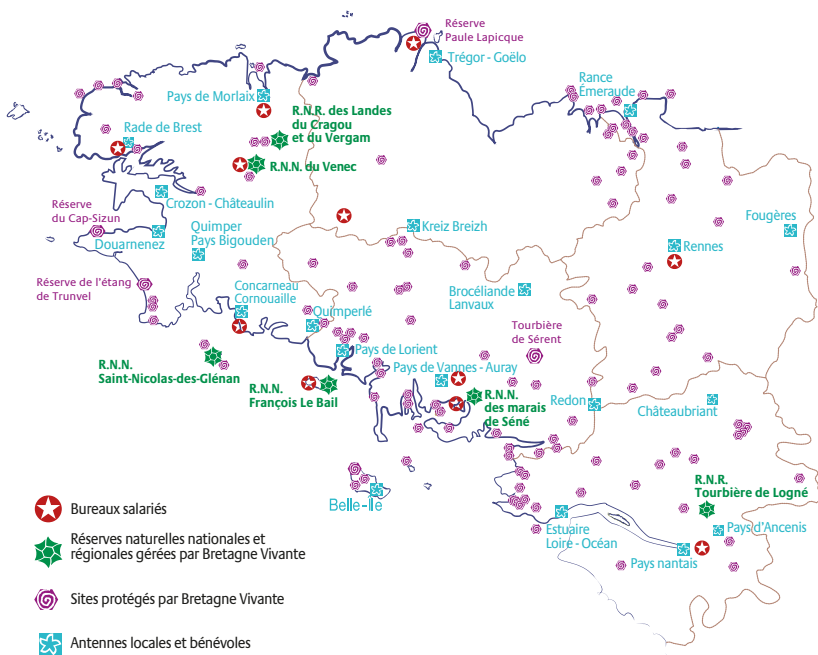 Réserve
Paule Lapicque
Trégor - Goëlo
Rance
Émeraude
Pays de Morlaix
R.N.R. des Landes
du Cragou
et du Vergam
Rade de Brest
R.N.N. du Venec
Crozon - Châteaulin
Réserve
du Cap-Sizun
Douarnenez
Quimper
Pays Bigouden
Kreiz Breizh
Fougères
Rennes
Réserve de l'étang
de Trunvel
Concarneau
Cornouaille
Quimperlé
Brocéliande
Lanvaux
Tourbière
de Sérent
Pays de Lorient
Pays de Vannes - Auray
R.N.N.
Saint-Nicolas-des-Glénan
R.N.N.
François Le Bail
R.N.N.
des marais
de Séné
Redon
Châteaubriant
R.N.R.
Tourbière de Logné
Belle-île
Estuaire
Loire - Océan
Pays d'Ancenis
Pays nantais
Bureaux salariés
Réserves naturelles nationales et
régionales gérées par Bretagne Vivante
Sites protégés par Bretagne Vivante
Antennes locales et bénévoles